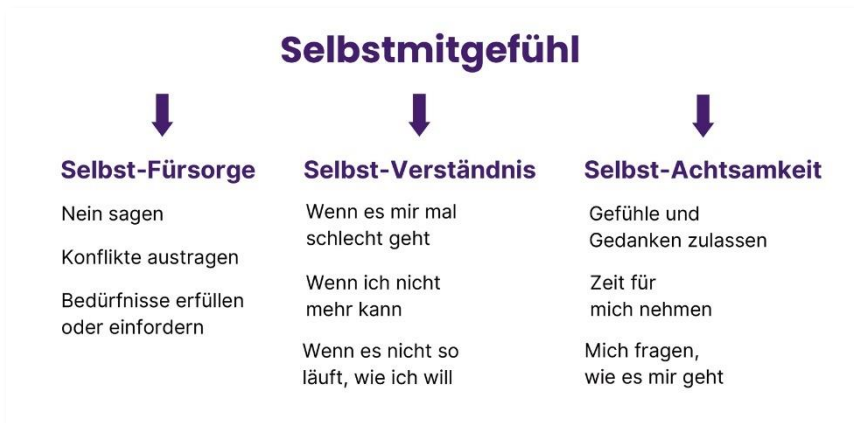 Selbstmitgefühl
Selbst-Fürsorge
Nein sagen
Konflikte austragen
Bedürfnisse erfüllen
oder einfordern
Selbst-Verständnis
Wenn es mir mal
schlecht geht
Wenn ich nicht
mehr kann
Wenn es nicht so
läuft, wie ich will
Selbst-Achtsamkeit
Gefühle und
Gedanken zulassen
Zeit für
mich nehmen
Mich fragen,
wie es mir geht